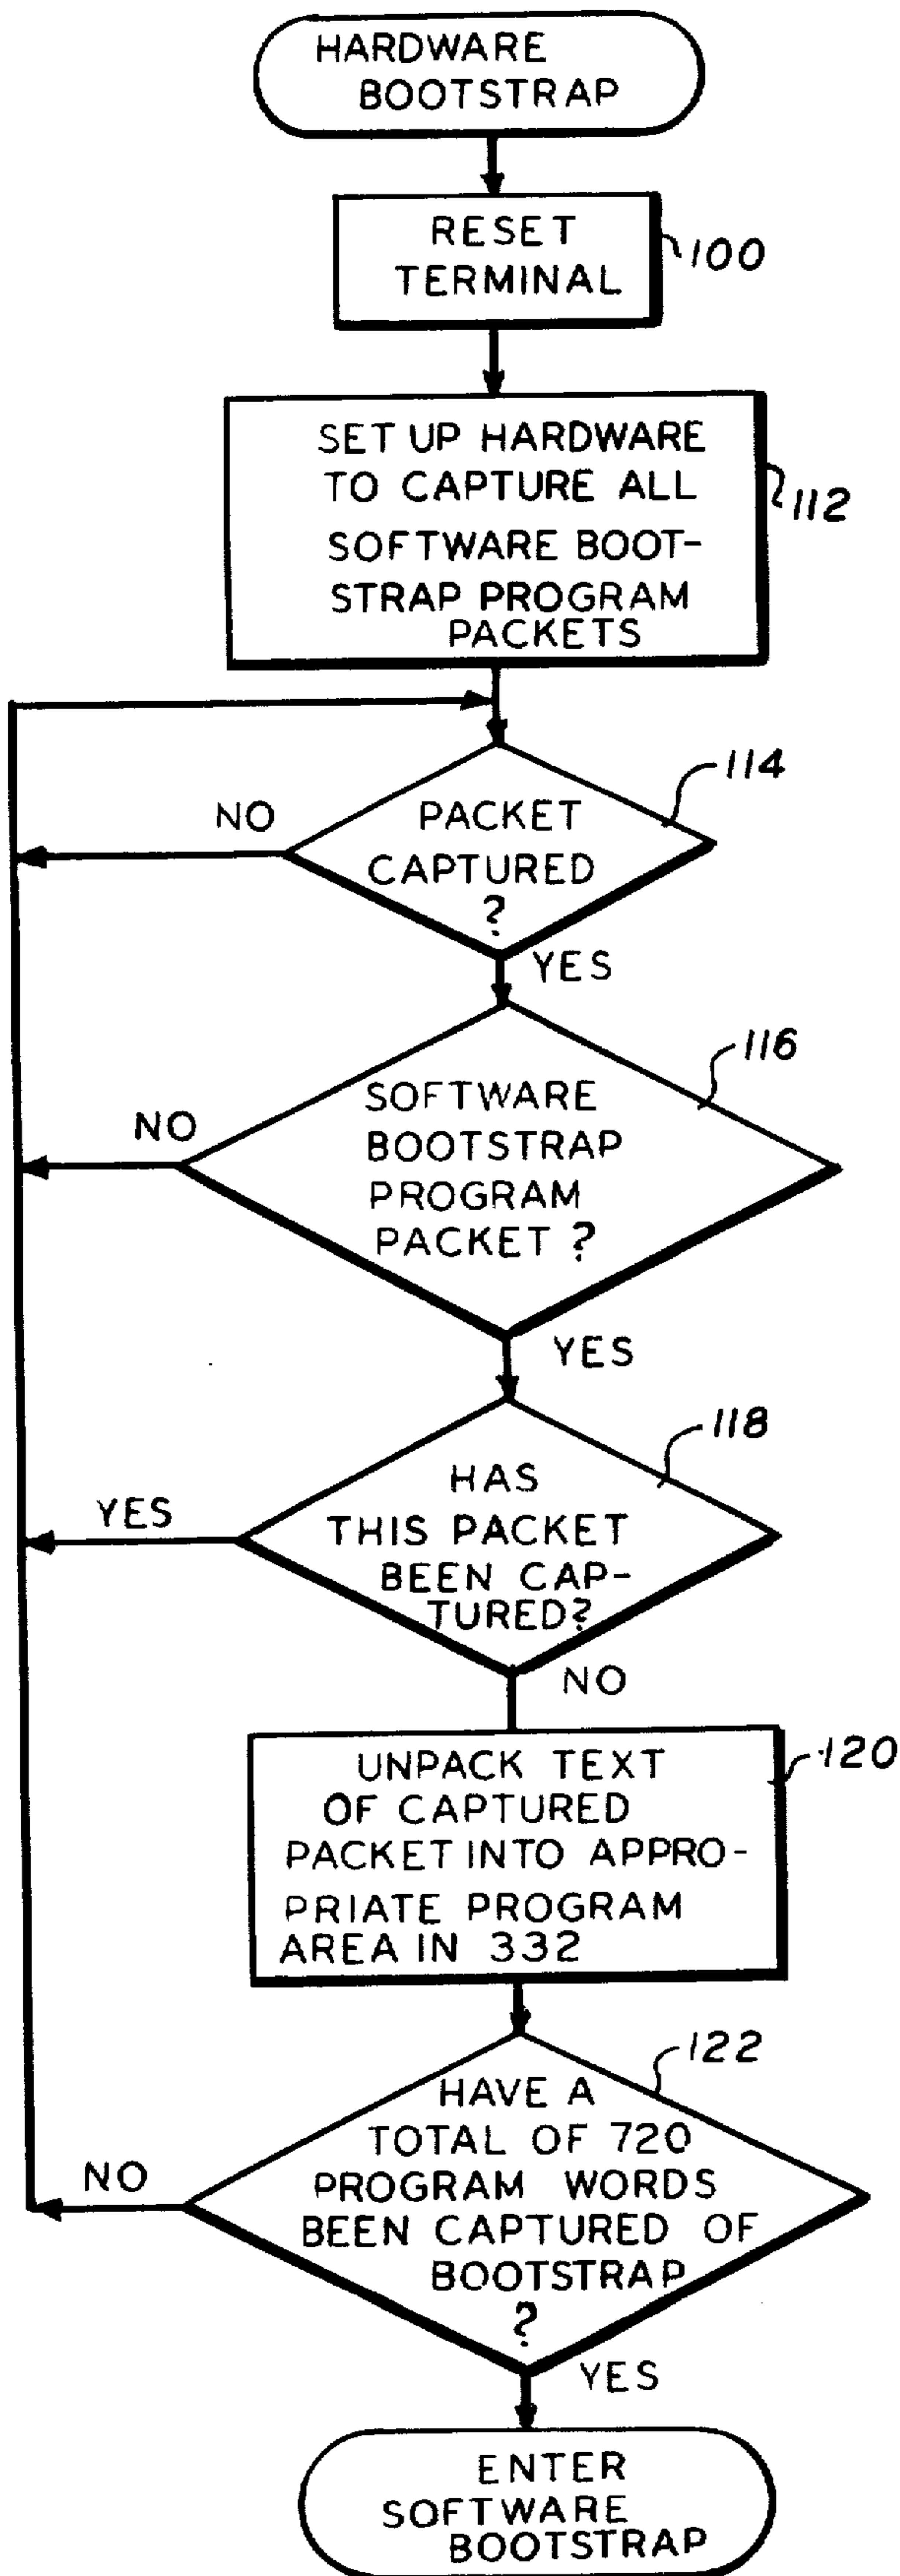 HARDWARE
BOOTSTRAP
RESET
TERMINAL
100
SET UP HARDWARE
TO CAPTURE ALL
SOFTWARE BOOT-
STRAP PROGRAM
PACKETS
112
114
NO
PACKET
CAPTURED
?
YES
116
SOFTWARE
NO
BOOTSTRAP
PROGRAM
PACKET ?
YES
118
HAS
YES
THIS PACKET
BEEN CAP-
TURED?
NO
120
UNPACK TEXT
OF CAPTURED
PACKET INTO APPRO-
PRIATE PROGRAM
AREA IN 332
122
HAVE A
TOTAL OF 720
NO
PROGRAM WORDS
BEEN CAPTURED OF
BOOTSTRAP
?
YES
ENTER
SOFTWARE
BOOTSTRAP